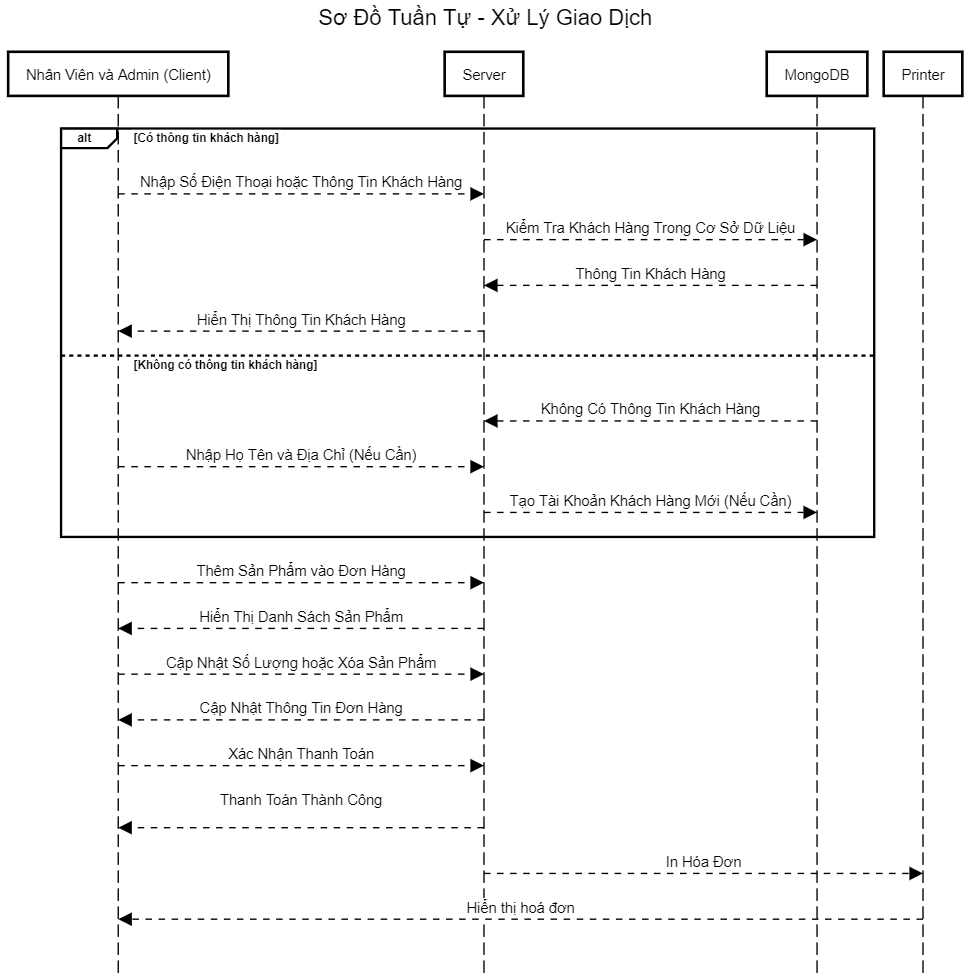 Sơ Đồ Tuần Tự - Xử Lý Giao Dịch
Nhân Viên và Admin (Client)
Server
MongoDB
Printer
alt
[Có thông tin khách hàng]
Nhập Số Điện Thoại hoặc Thông Tin Khách Hàng
Kiểm Tra Khách Hàng Trong Cơ Sở Dữ Liệu
Thông Tin Khách Hàng
Hiển Thị Thông Tin Khách Hàng
[Không có thông tin khách hàng]
Không Có Thông Tin Khách Hàng
Nhập Họ Tên và Địa Chỉ (Nếu Cần)
Tạo Tài Khoản Khách Hàng Mới (Nếu Cần)
Thêm Sản Phẩm vào Đơn Hàng
Hiển Thị Danh Sách Sản Phẩm
Cập Nhật Số Lượng hoặc Xóa Sản Phẩm
Cập Nhật Thông Tin Đơn Hàng
Xác Nhận Thanh Toán
Thanh Toán Thành Công
In Hóa Đơn
Hiển thị hoá đơn